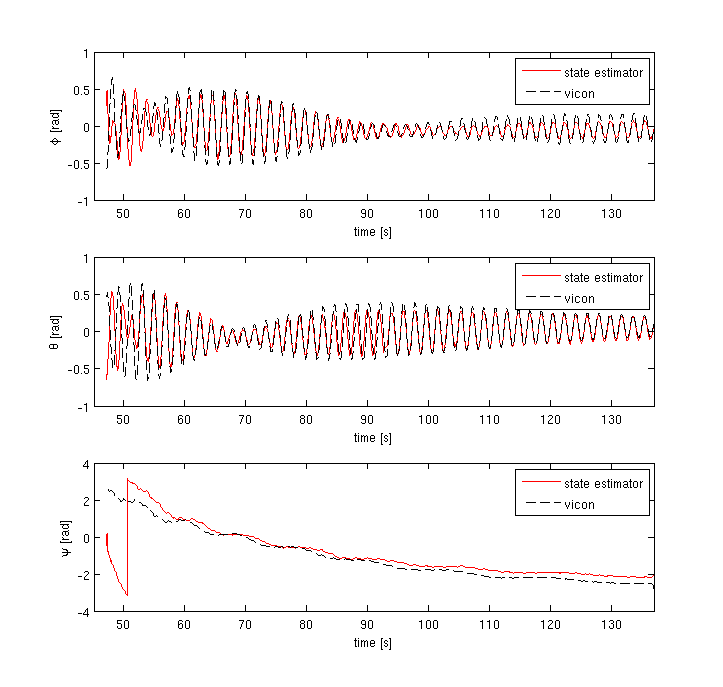 1
0.5
0
-0.5
-1
ϕ [rad]
state estimator
vicon
50 60 70 80 90 100 110 120 130
time [s]
1
0.5
0
-0.5
-1
θ [rad]
state estimator
vicon
50 60 70 80 90 100 110 120 130
time [s]
4
2
0
-2
-4
ψ [rad]
state estimator
vicon
50 60 70 80 90 100 110 120 130
time [s]